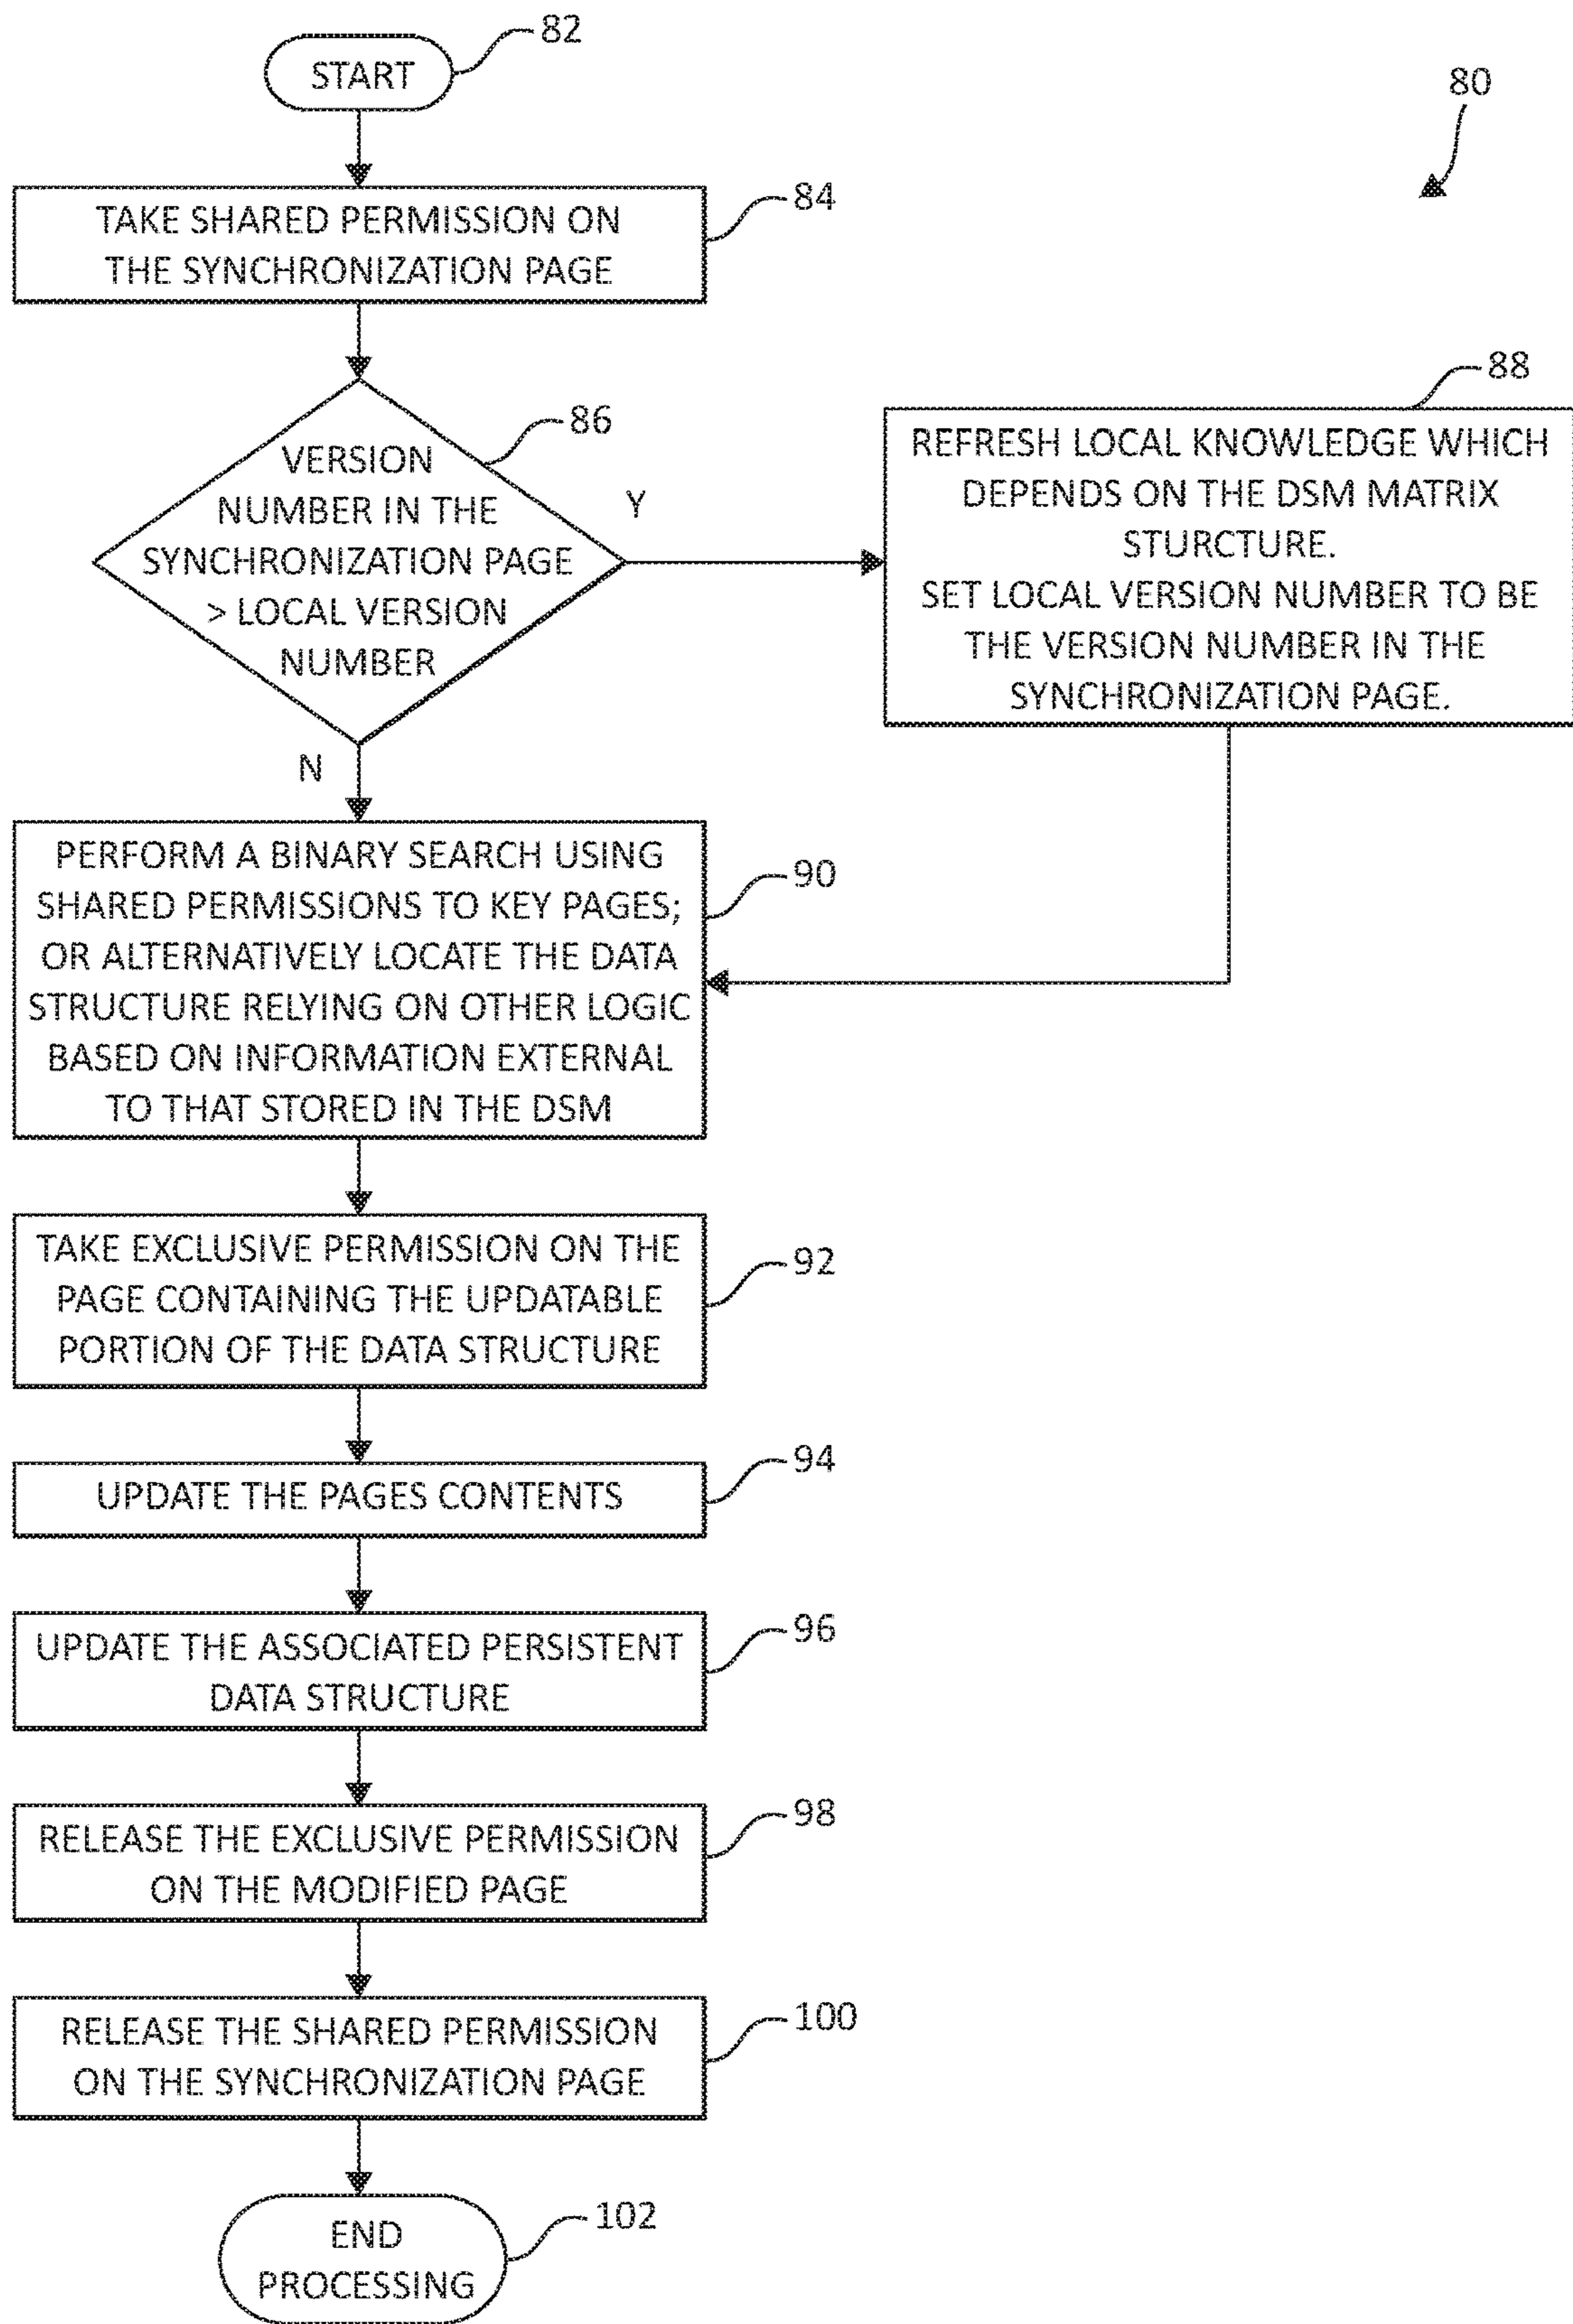 82
START
80
84
TAKE SHARED PERMISSION ON
THE SYNCHRONIZATION PAGE
86
VERSION
NUMBER IN THE
SYNCHRONIZATION PAGE
> LOCAL VERSION
NUMBER
Y
N
88
REFRESH LOCAL KNOWLEDGE WHICH
DEPENDS ON THE DSM MATRIX
STURCTURE.
SET LOCAL VERSION NUMBER TO BE
THE VERSION NUMBER IN THE
SYNCHRONIZATION PAGE.
90
PERFORM A BINARY SEARCH USING
SHARED PERMISSIONS TO KEY PAGES;
OR ALTERNATIVELY LOCATE THE DATA
STRUCTURE RELYING ON OTHER LOGIC
BASED ON INFORMATION EXTERNAL
TO THAT STORED IN THE DSM
92
TAKE EXCLUSIVE PERMISSION ON THE
PAGE CONTAINING THE UPDATABLE
PORTION OF THE DATA STRUCTURE
94
UPDATE THE PAGES CONTENTS
96
UPDATE THE ASSOCIATED PERSISTENT
DATA STRUCTURE
98
RELEASE THE EXCLUSIVE PERMISSION
ON THE MODIFIED PAGE
100
RELEASE THE SHARED PERMISSION
ON THE SYNCHRONIZATION PAGE
102
END
PROCESSING